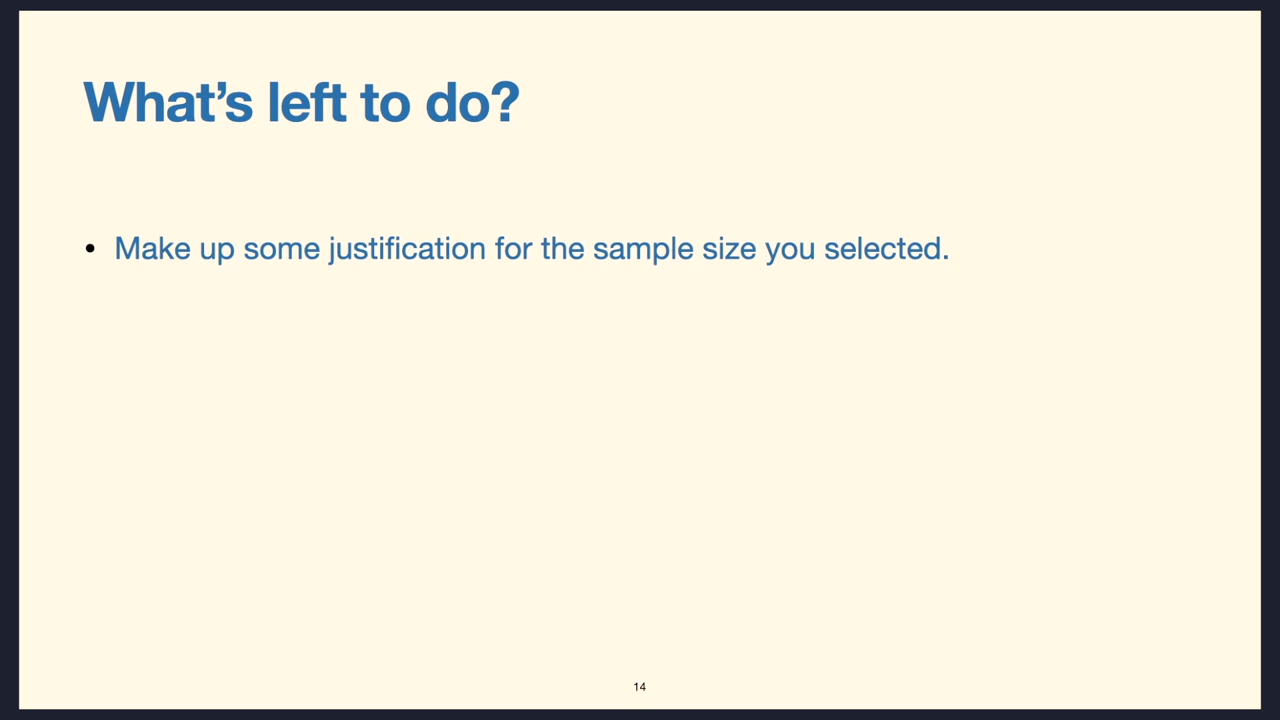 What’s left to do?
• Make up some justification for the sample size you selected.
14